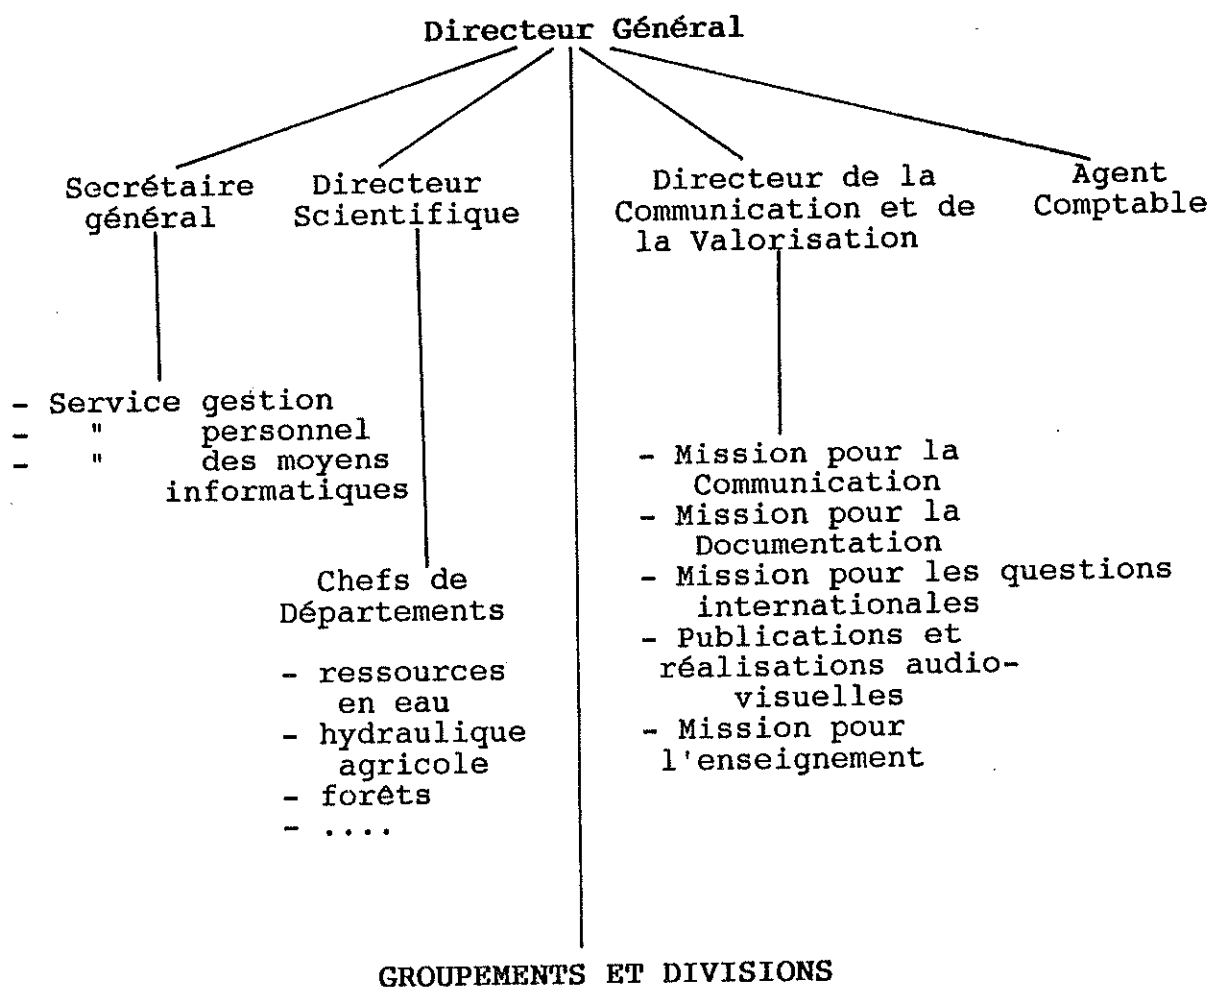 Directeur Général
Secrétaire
général
Directeur
Scientifique
Directeur de la
Communication et de
la Valorisation
Agent
Comptable
- Service gestion
- " personnel
- " des moyens
informatiques
Chefs de
Départements
- ressources
en eau
- hydraulique
agricole
- forêts
- ....
- Mission pour la
Communication
- Mission pour la
Documentation
- Mission pour les questions
internationales
- Publications et
réalisations audio-
visuelles
- Mission pour
l'enseignement
GROUPEMENTS ET DIVISIONS